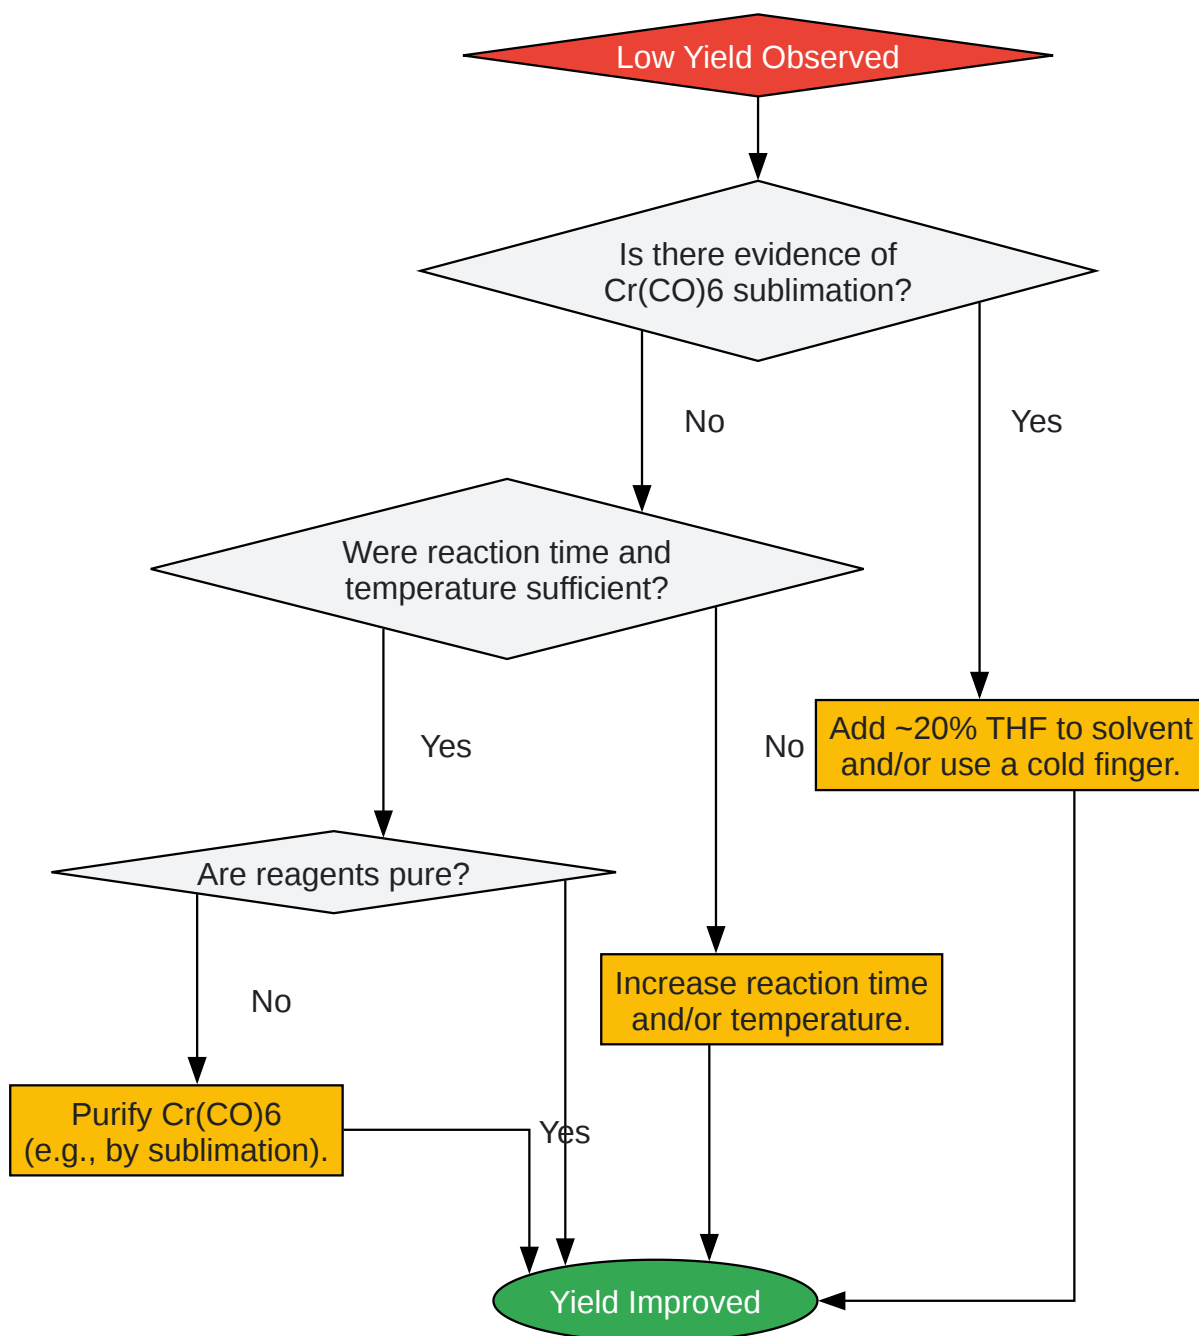 Low Yield Observed
Is there evidence of
Cr(CO)6 sublimation?
No
Yes
Were reaction time and
temperature sufficient?
Yes
No
Add ~20% THF to solvent
and/or use a cold finger.
Are reagents pure?
No
Increase reaction time
and/or temperature.
Purify Cr(CO)6
(e.g., by sublimation).
Yes
Yield Improved